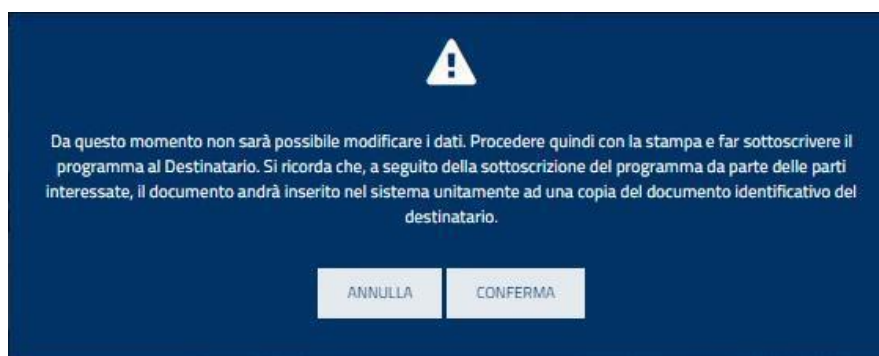 Da questo momento non sarà possibile modificare i dati. Procedere quindi con la stampa e far sottoscrivere il
programma al Destinatario. Si ricorda che, a seguito della sottoscrizione del programma da parte delle parti
interessate, il documento andrà inserito nel sistema unitamente ad una copia del documento identificativo del
destinatario.
ANNULLA CONFERMA